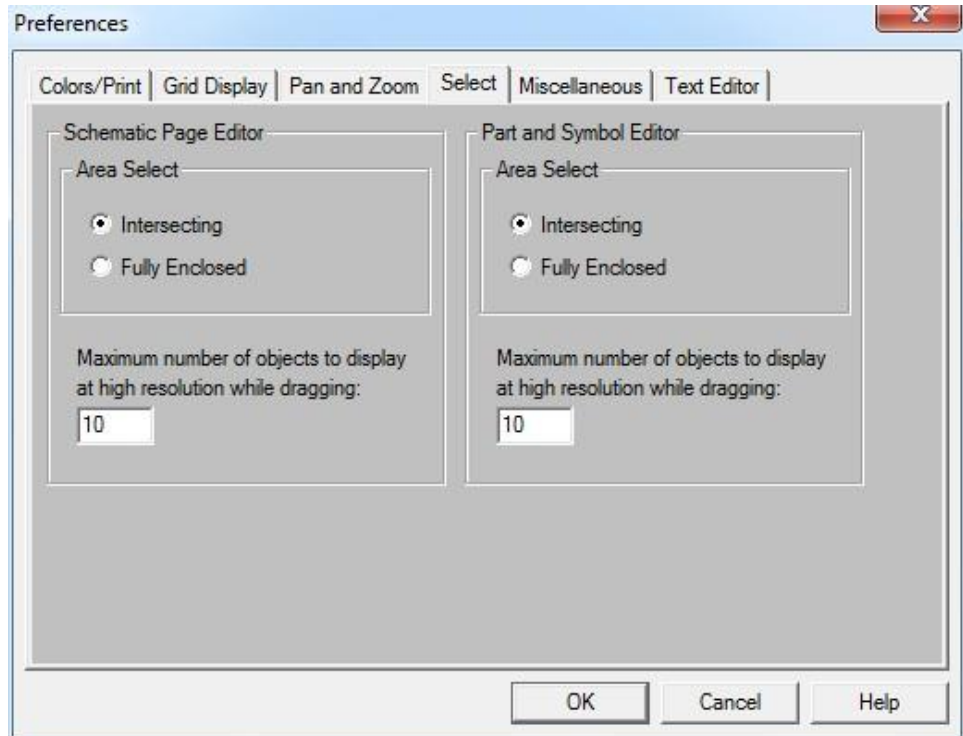 Preferences
x
Colors/Print
Grid Display
Pan and Zoom
Select
Miscellaneous
Text Editor
Schematic Page Editor
Area Select
Intersecting
Fully Enclosed
Maximum number of objects to display
at high resolution while dragging:
10
Part and Symbol Editor
Area Select
Intersecting
Fully Enclosed
Maximum number of objects to display
at high resolution while dragging:
10
OK
Cancel
Help